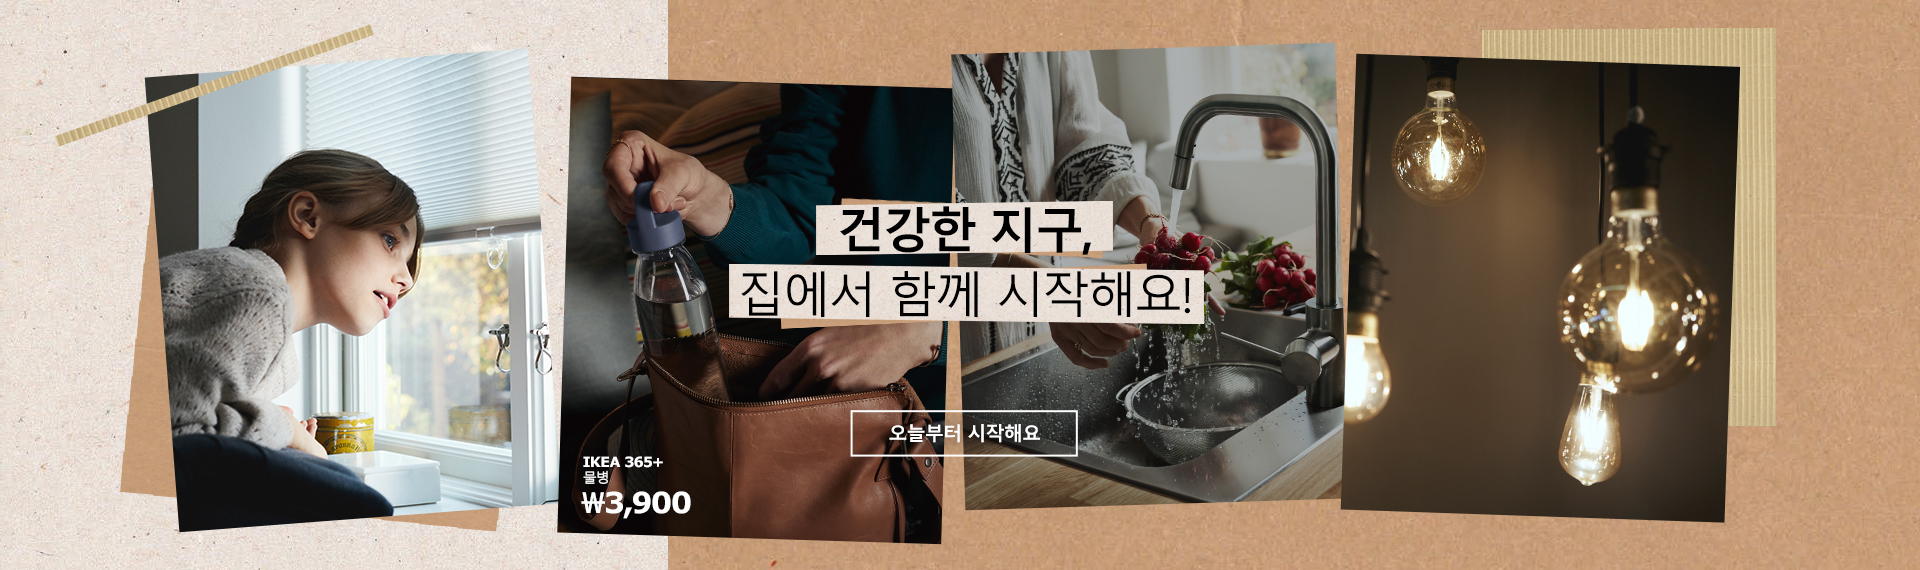 건강한 지구,
집에서 함께 시작해요!
오늘부터 시작해요
IKEA 365+
물병
₩3,900